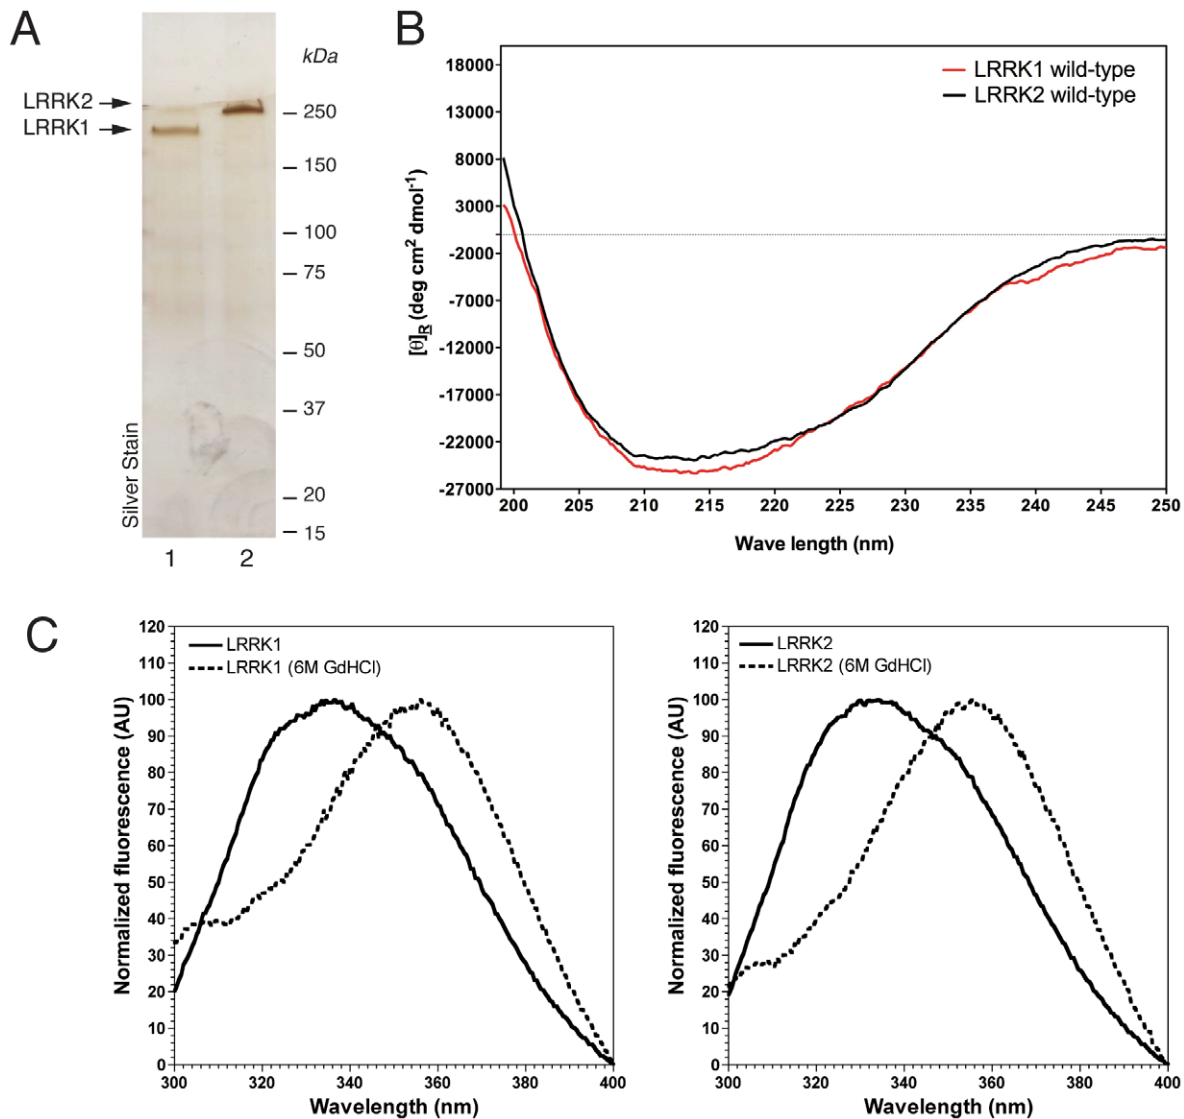 A
kDa
LRRK2
LRRK1
250
150
100
75
50
37
20
15
Silver Stain
1 2
B
LRRK1 wild-type
LRRK2 wild-type
18000
13000
8000
3000
-2000
-7000
-12000
-17000
-22000
-27000
[θ]R (deg cm2 dmol-1)
200 205 210 215 220 225 230 235 240 245 250
Wave length (nm)
C
LRRK1
LRRK1 (6M GdHCl)
120
110
100
90
80
70
60
50
40
30
20
10
0
Normalized fluorescence (AU)
300 320 340 360 380 400
Wavelength (nm)
LRRK2
LRRK2 (6M GdHCl)
120
110
100
90
80
70
60
50
40
30
20
10
0
Normalized fluorescence (AU)
300 320 340 360 380 400
Wavelength (nm)